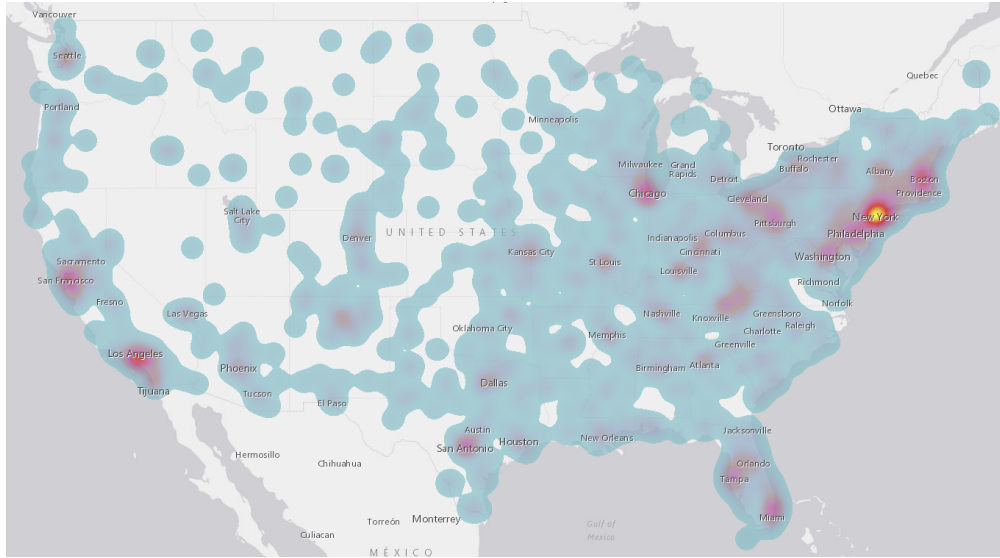 Vancouver
Seattle
Quebec
Portland
Ottawa
Minneapolis
Toronto
Rochester
Buffalo
Milwaukee
Grand
Rapids
Detroit
Albany
Boston
Chicago
Cleveland
Providence
Salt Lake
City
New York
Denver
UNITED STATES
Pittsburgh
Columbus
Philadelphia
Indianapolis
Kansas City
Cincinnati
Washington
Sacramento
St Louis
Louisville
San Francisco
Richmond
Fresno
Norfolk
Las Vegas
Nashville
Knoxville
Greensboro
Oklahoma City
Raleigh
Memphis
Charlotte
Greenville
Los Angeles
Phoenix
Birmingham
Atlanta
Dallas
Tijuana
Tucson
El Paso
Austin
Jacksonville
San Antonio
Houston
New Orleans
Hermosillo
Chihuahua
Orlando
Tampa
Miami
Torreón
Monterrey
Gulf of
Mexico
Culiacan
MÉXICO